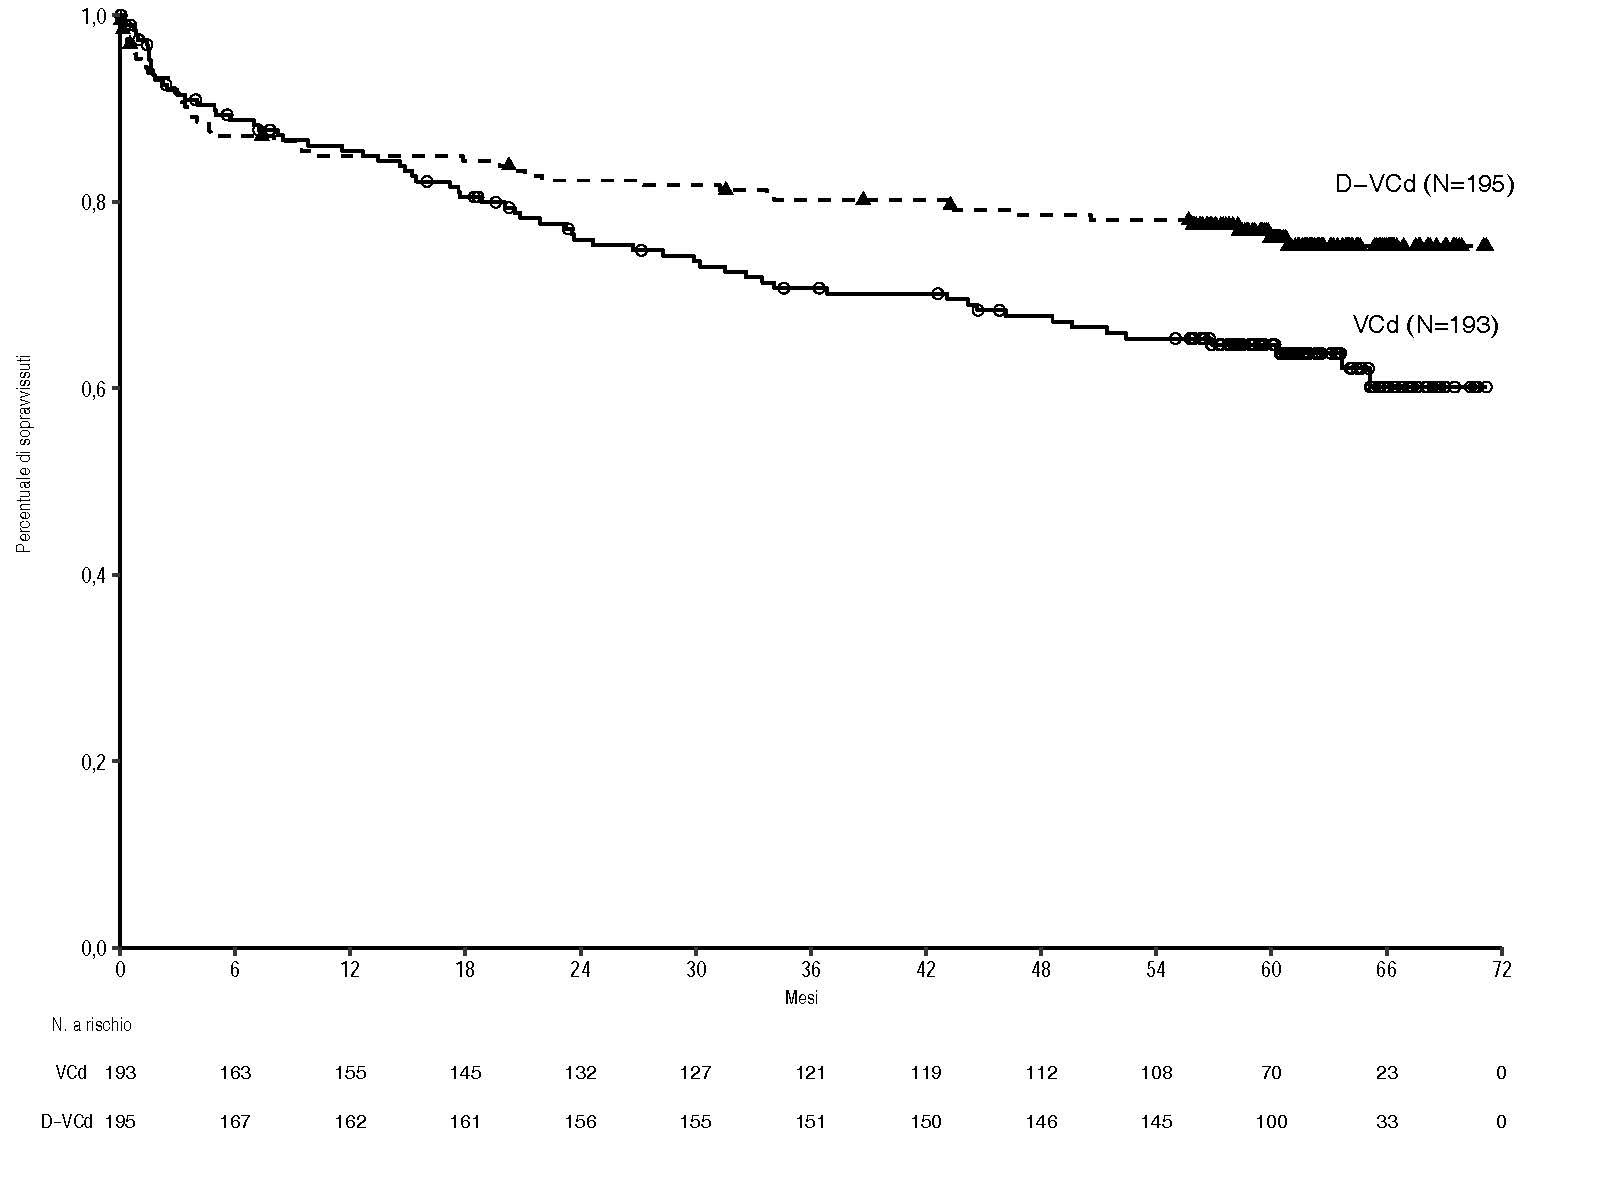 1,0
0,8
0,6
0,4
0,2
0,0
Percentuale di sopravvissuti
D−VCd (N=195)
VCd (N=193)
0 6 12 18 24 30 36 42 48 54 60 66 72
Mesi
N. a rischio
VCd 193 163 155 145 132 127 121 119 112 108 70 23 0
D−VCd 195 167 162 161 156 155 151 150 146 145 100 33 0